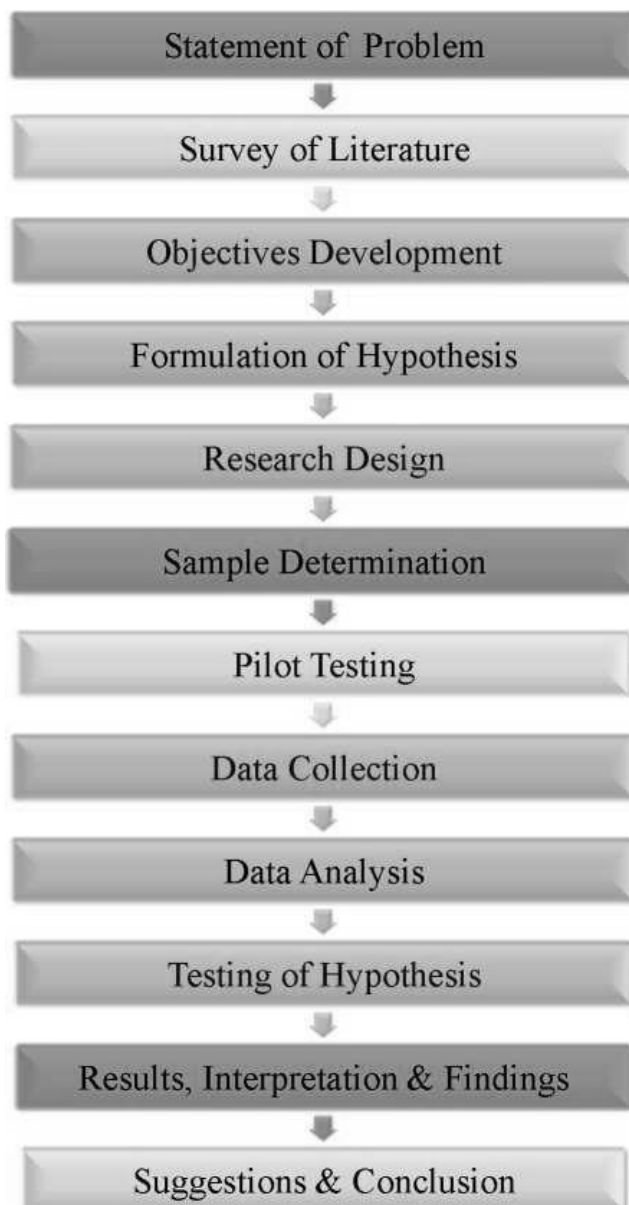 Statement of Problem
Survey of Literature
Objectives Development
Formulation of Hypothesis
Research Design
Sample Determination
Pilot Testing
Data Collection
Data Analysis
Testing of Hypothesis
Results, Interpretation & Findings
Suggestions & Conclusion